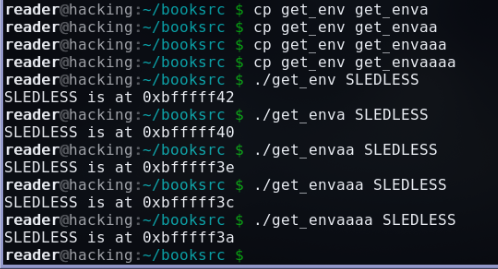 reader@hacking:~/booksrc $ cp get_env get_enva
reader@hacking:~/booksrc $ cp get_env get_envaa
reader@hacking:~/booksrc $ cp get_env get_envaaa
reader@hacking:~/booksrc $ cp get_env get_envaaaa
reader@hacking:~/booksrc $ ./get_env SLEDLESS
SLEDLESS is at 0xbfffff42
reader@hacking:~/booksrc $ ./get_enva SLEDLESS
SLEDLESS is at 0xbfffff40
reader@hacking:~/booksrc $ ./get_envaa SLEDLESS
SLEDLESS is at 0xbfffff3e
reader@hacking:~/booksrc $ ./get_envaaa SLEDLESS
SLEDLESS is at 0xbfffff3c
reader@hacking:~/booksrc $ ./get_envaaaa SLEDLESS
SLEDLESS is at 0xbfffff3a
reader@hacking:~/booksrc $